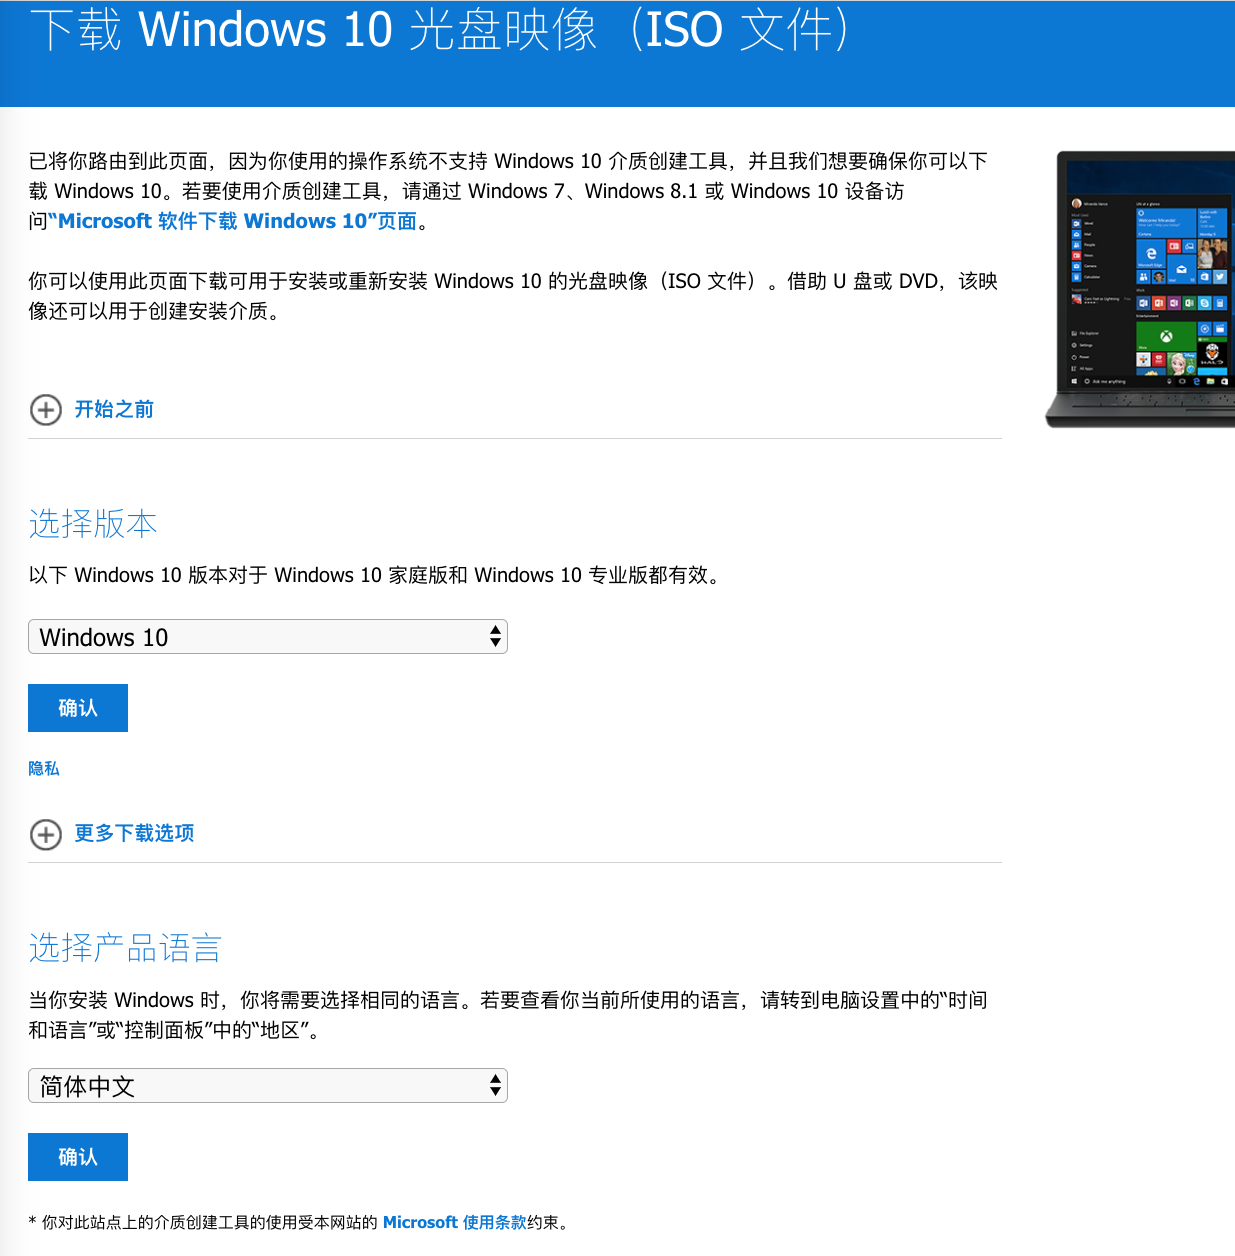 下载 Windows 10 光盘映像（ISO 文件）
已将你路由到此页面，因为你使用的操作系统不支持 Windows 10 介质创建工具，并且我们想要确保你可以下
载 Windows 10。若要使用介质创建工具，请通过 Windows 7、Windows 8.1 或 Windows 10 设备访
问“Microsoft 软件下载 Windows 10”页面。
你可以使用此页面下载可用于安装或重新安装 Windows 10 的光盘映像（ISO 文件）。借助 U 盘或 DVD，该映
像还可以用于创建安装介质。
开始之前
选择版本
以下 Windows 10 版本对于 Windows 10 家庭版和 Windows 10 专业版都有效。
Windows 10
确认
隐私
更多下载选项
选择产品语言
当你安装 Windows 时，你将需要选择相同的语言。若要查看你当前所使用的语言，请转到电脑设置中的“时间
和语言”或“控制面板”中的“地区”。
简体中文
确认
* 你对此站点上的介质创建工具的使用受本网站的 Microsoft 使用条款约束。